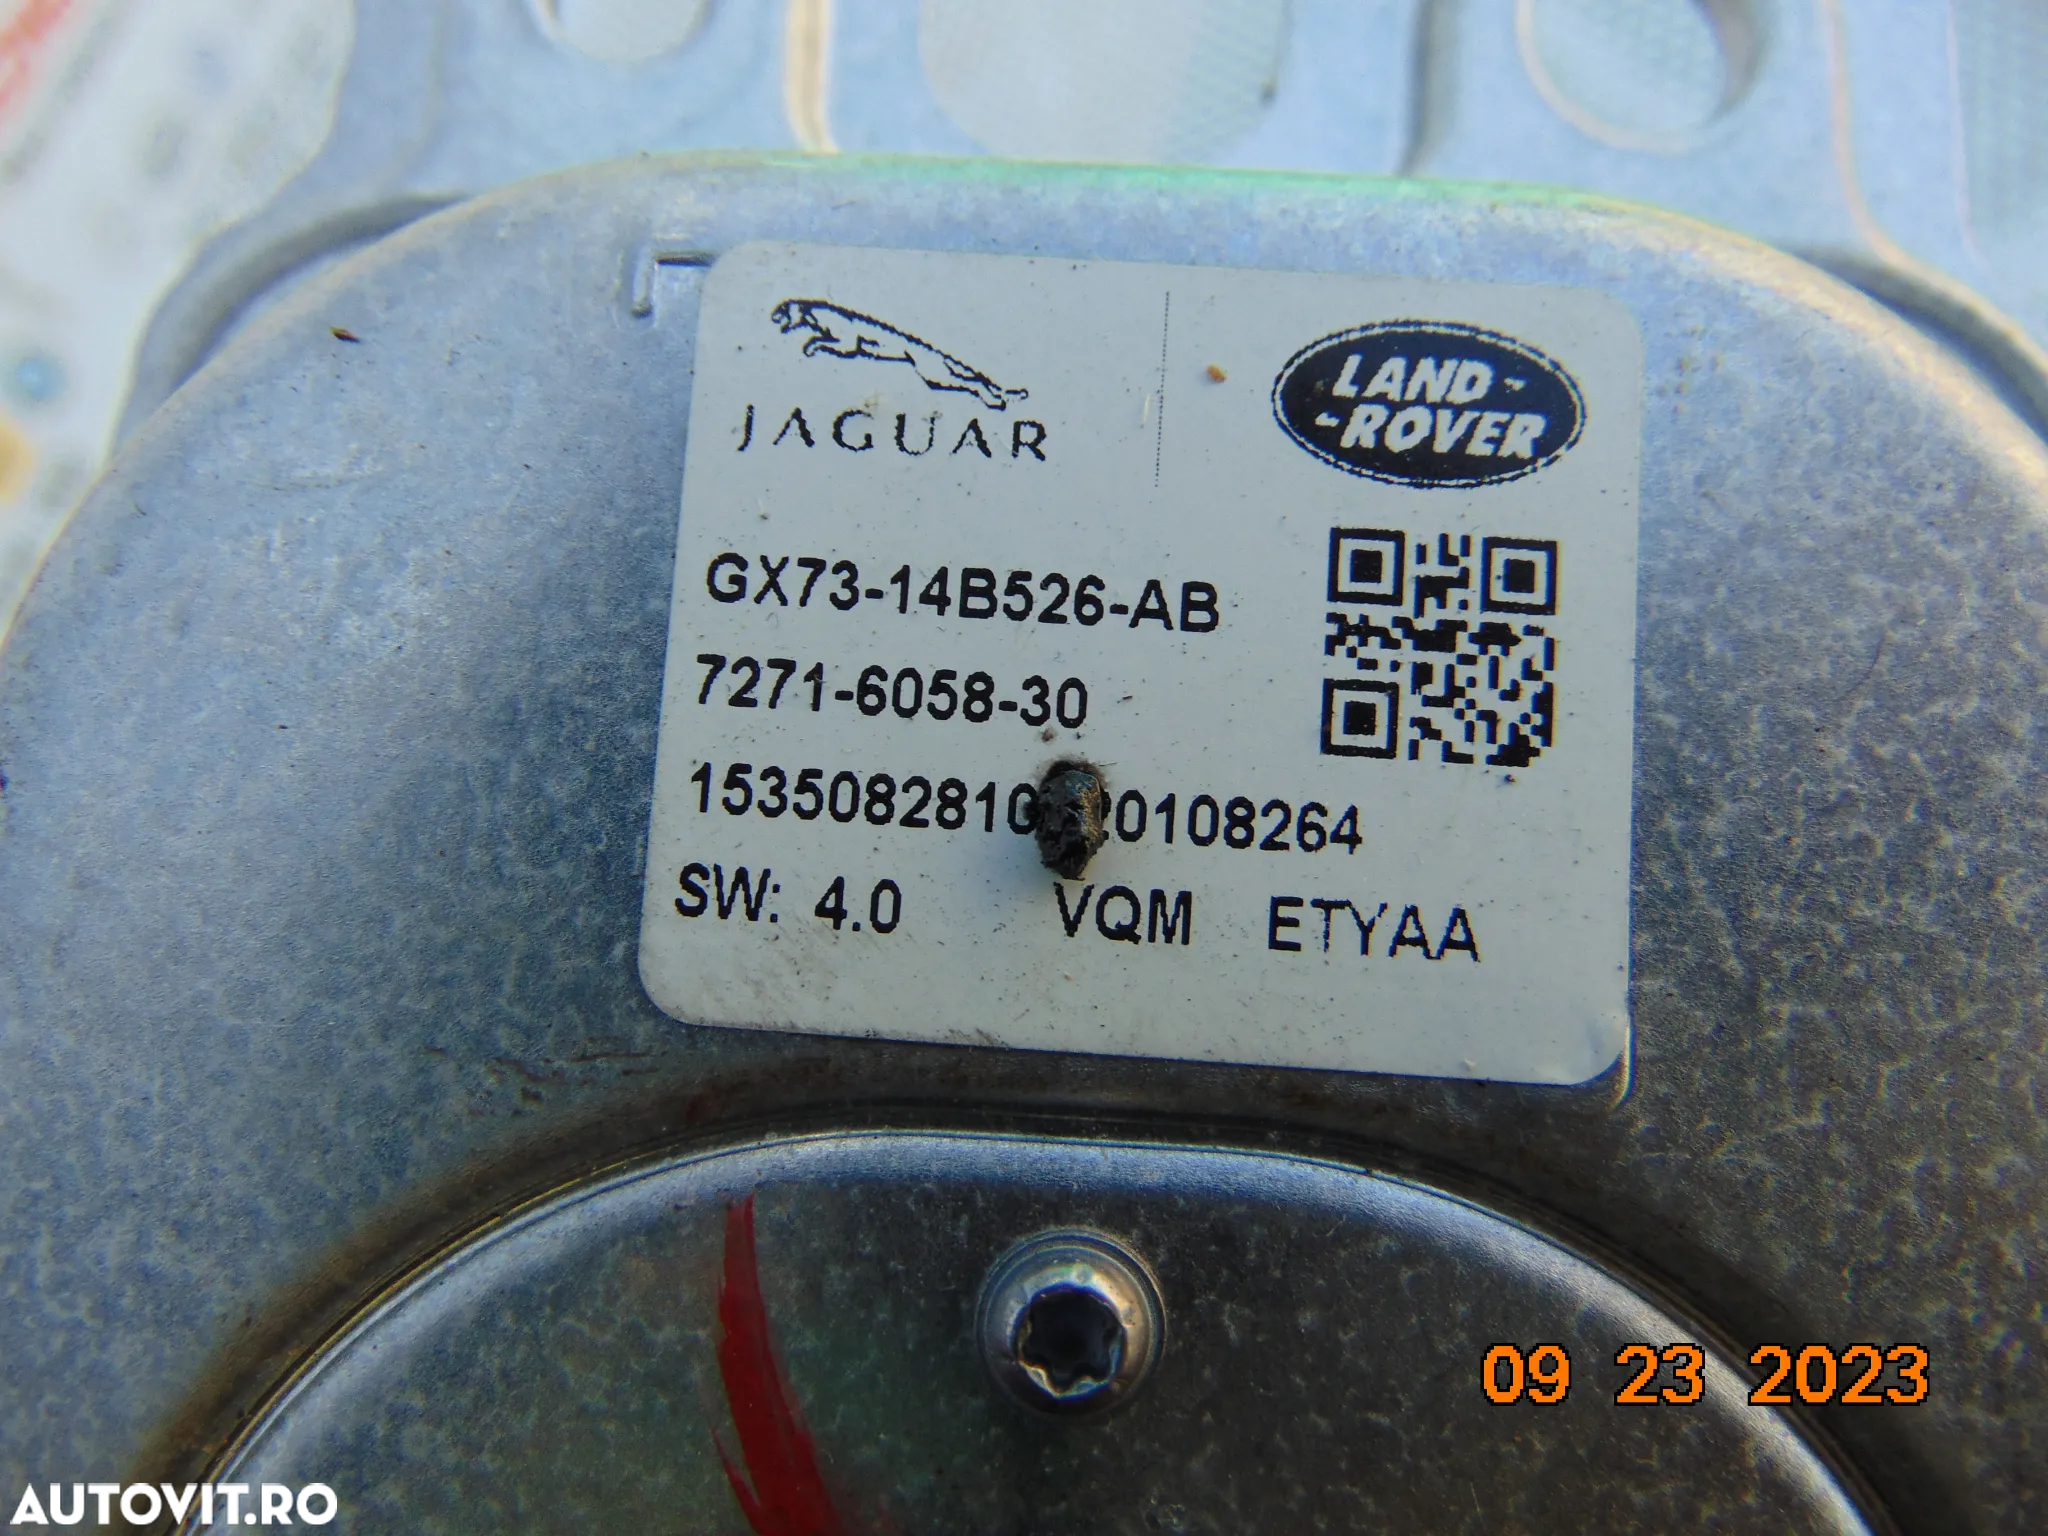 JAGUAR
LAND-
-ROVER
GX73-14B526-AB
7271-6058-30
SW: 4.0 VQM ETYAA
09 23 2023
AUTOVIT.RO